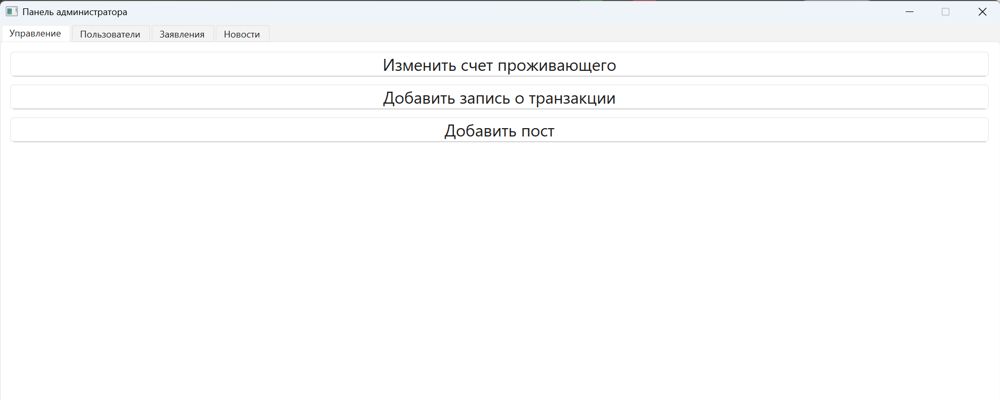 Панель администратора
Управление Пользователи Заявления Новости
Изменить счет проживающего
Добавить запись о транзакции
Добавить пост